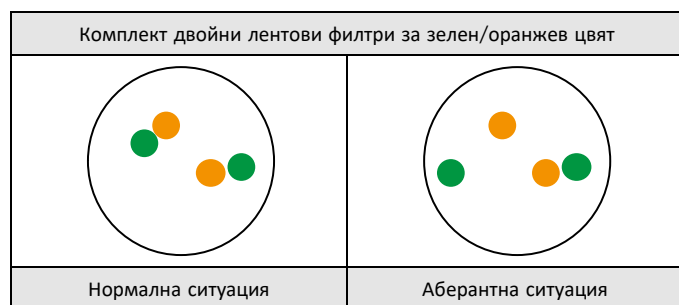 Комплект двойни лентови филтри за зелен/оранжев цвят
Нормална ситуация
Аберантна ситуация